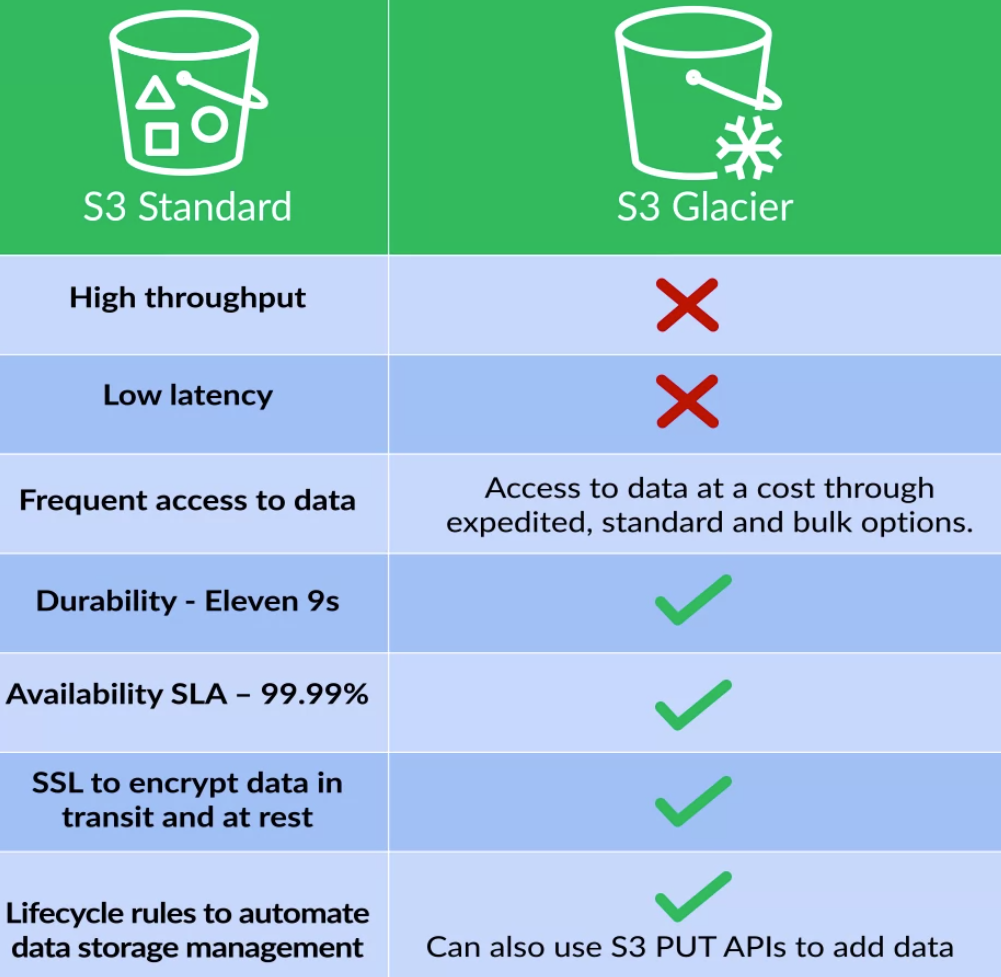 S3 Standard
S3 Glacier
High throughput
Low latency
Frequent access to data
Access to data at a cost through
expedited, standard and bulk options.
Durability - Eleven 9s
Availability SLA – 99.99%
SSL to encrypt data in
transit and at rest
Lifecycle rules to automate
data storage management
Can also use S3 PUT APIs to add data